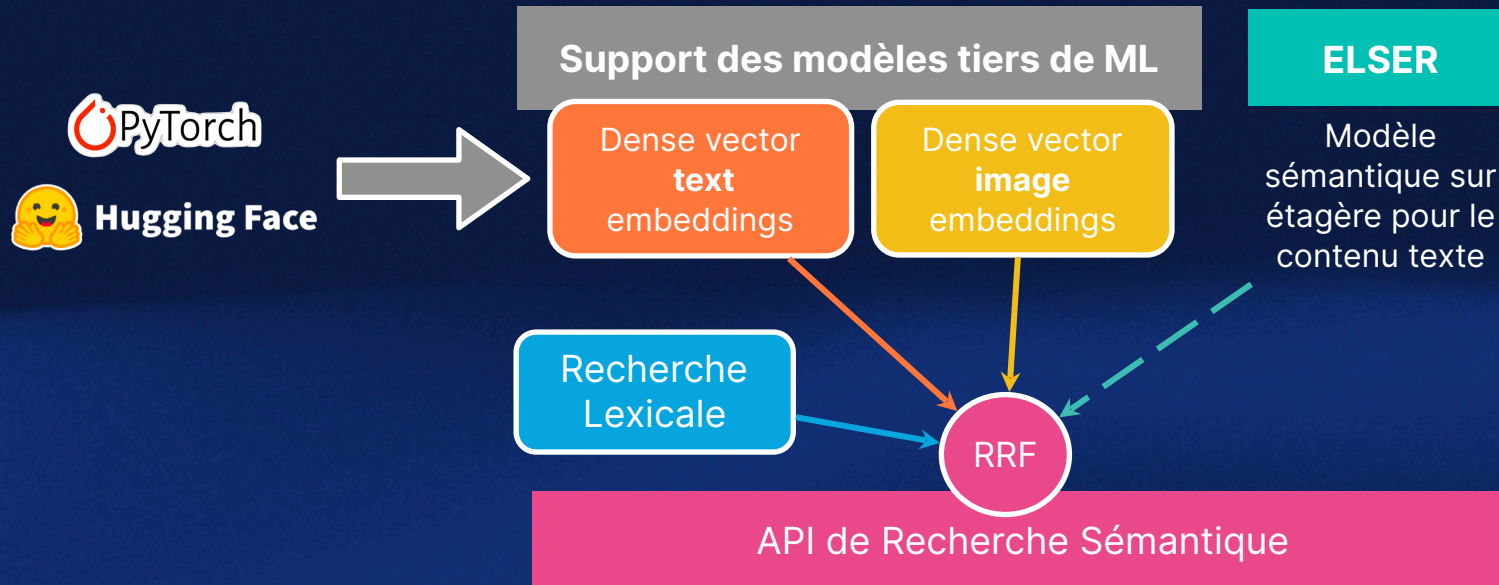 PyTorch
Hugging Face
Support des modèles tiers de ML
Dense vector
text
embeddings
Dense vector
image
embeddings
ELSER
Modèle
sémantique sur
étagère pour le
contenu texte
Recherche
Lexicale
RRF
API de Recherche Sémantique